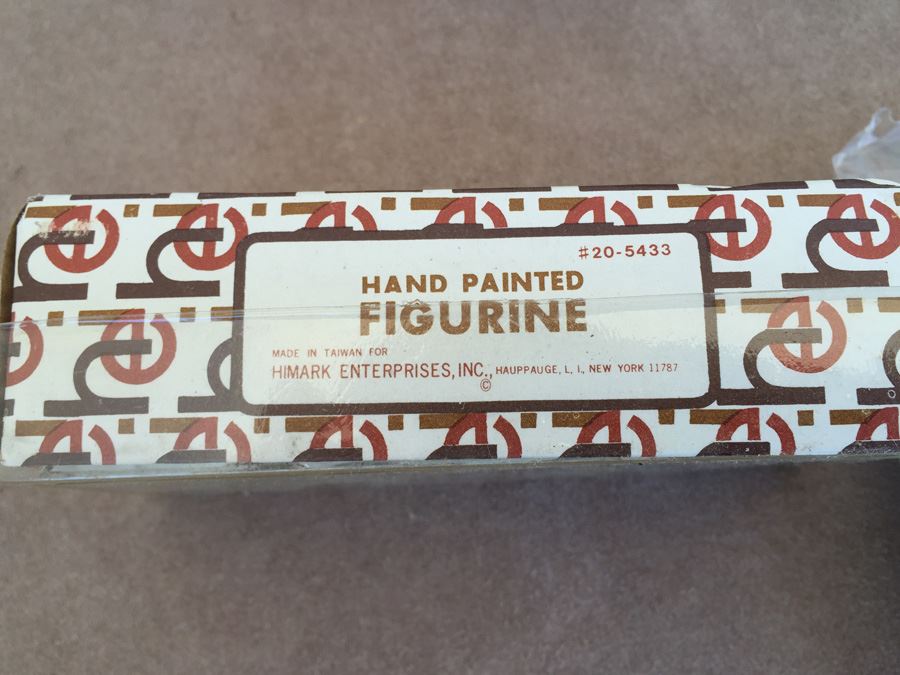 #20-5433
HAND PAINTED
FIGURINE
MADE IN TAIWAN FOR
HIMARK ENTERPRISES, INC., HAUPPAUGE, L. I., NEW YORK 11787
©